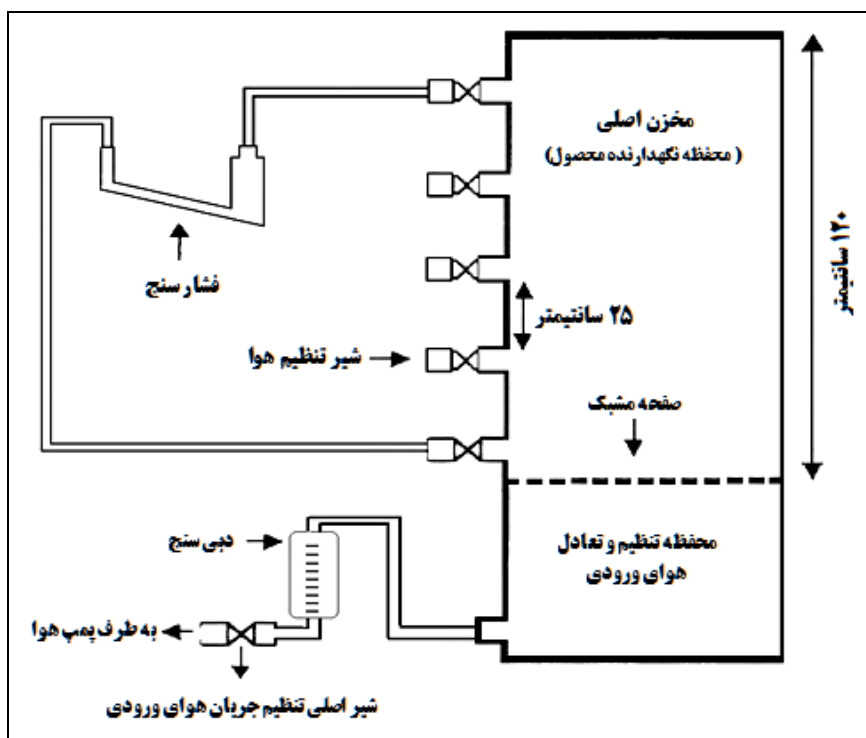 مخزن اصلی
( محفظه نگهدارنده محصول)
۱۲۰ سانتیمتر
فشار سنج
۲۵ سانتیمتر
شیر تنظیم هوا
صفحه مشبک
دبی سنج
محفظه تنظیم و تعادل
هوای ورودی
به طرف پمپ هوا
شیر اصلی تنظیم جریان هوای ورودی